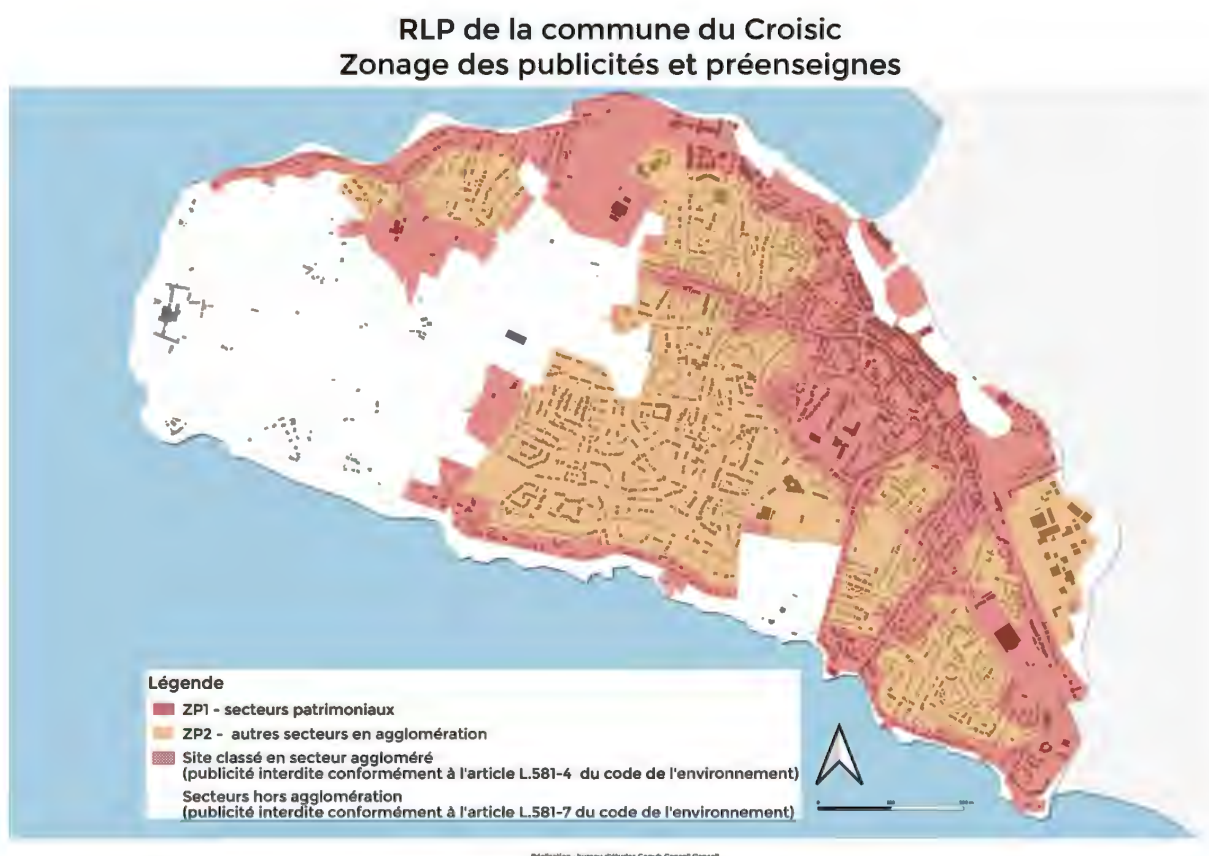 RLP de la commune du Croisic
Zonage des publicités et préenseignes
Légende
ZP1 - secteurs patrimoniaux
ZP2 - autres secteurs en agglomération
Site classé en secteur aggloméré
(publicité interdite conformément à l'article L.581-4 du code de l'environnement)
Secteurs hors agglomération
(publicité interdite conformément à l'article L.581-7 du code de l'environnement)
0